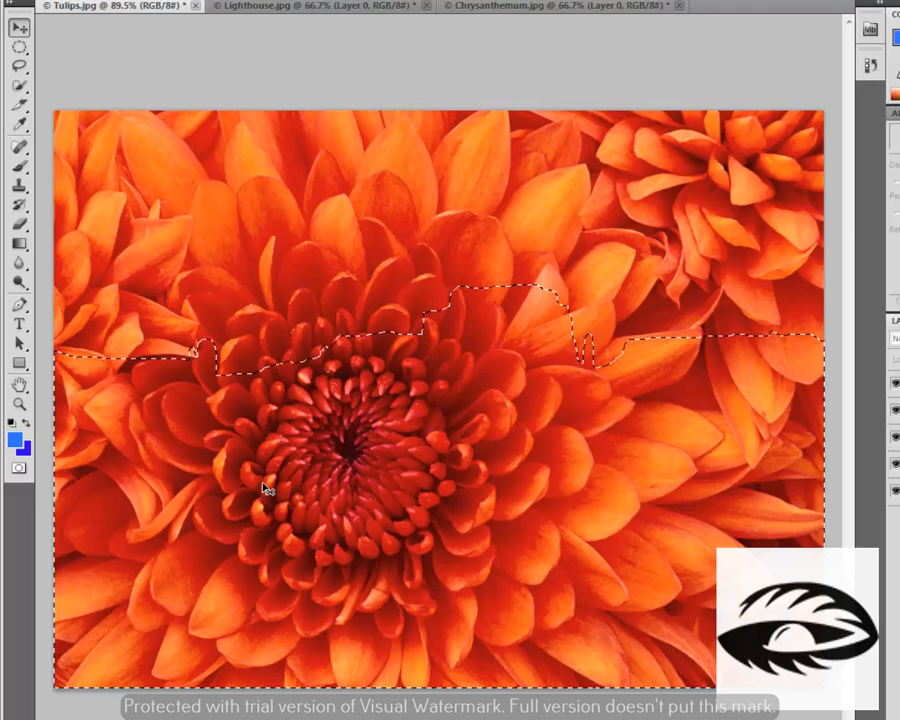 © Tulips.jpg @ 89.5% (RGB/8#) * © Lighthouse.jpg @ 66.7% (Layer 0, RGB/8#) * © Chrysanthemum.jpg @ 66.7% (Layer 0, RGB/8#) *
Mb
Protected with trial version of Visual Watermark. Full version doesn't put this mark.